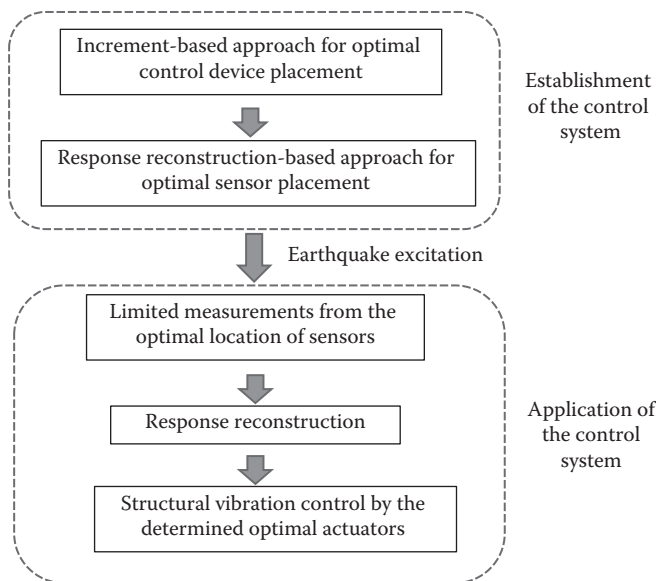 Increment-based approach for optimal
control device placement
Establishment
of the control
system
Response reconstruction-based approach for
optimal sensor placement
Earthquake excitation
Limited measurements from the
optimal location of sensors
Response reconstruction
Application of
the control
system
Structural vibration control by the
determined optimal actuators